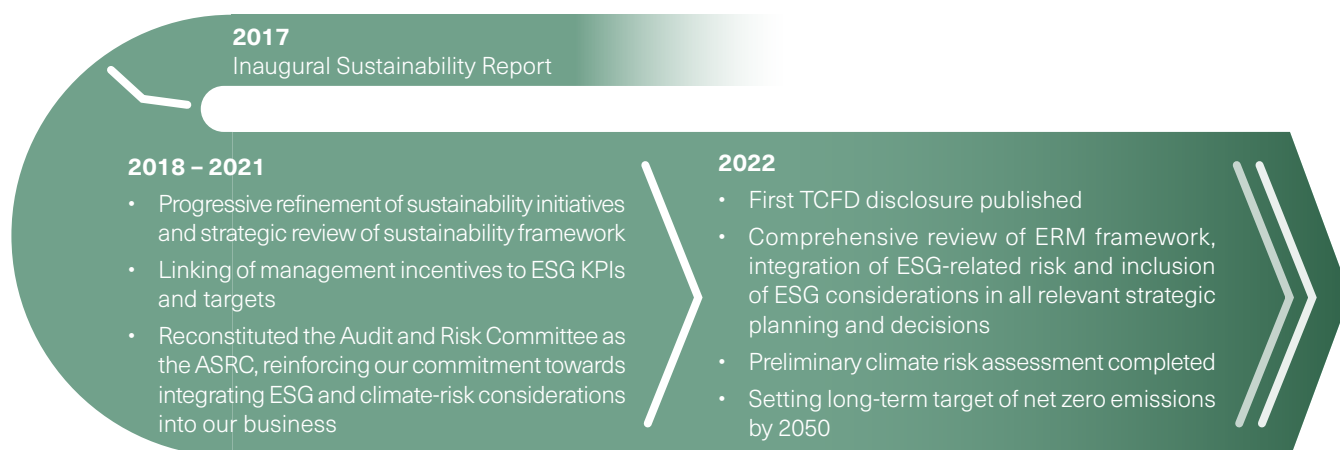 2017
Inaugural Sustainability Report
2018 – 2021
• Progressive refinement of sustainability initiatives
and strategic review of sustainability framework
• Linking of management incentives to ESG KPIs
and targets
• Reconstituted the Audit and Risk Committee as
the ASRC, reinforcing our commitment towards
integrating ESG and climate-risk considerations
into our business
2022
• First TCFD disclosure published
• Comprehensive review of ERM framework,
integration of ESG-related risk and inclusion
of ESG considerations in all relevant strategic
planning and decisions
• Preliminary climate risk assessment completed
• Setting long-term target of net zero emissions
by 2050